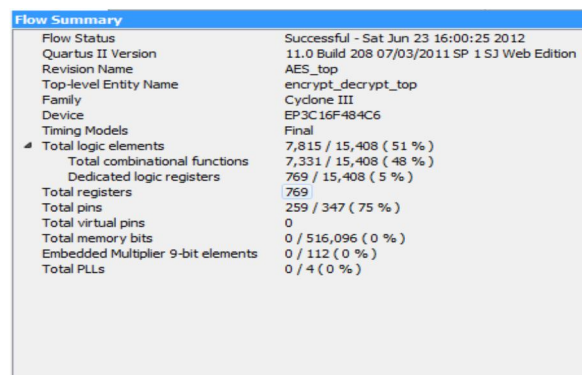 Flow Summary
Flow Status Successful - Sat Jun 23 16:00:25 2012
Quartus II Version 11.0 Build 208 07/03/2011 SP 1 SJ Web Edition
Revision Name AES_top
Top-level Entity Name encrypt_decrypt_top
Family Cyclone III
Device EP3C16F484C6
Timing Models Final
Total logic elements 7,815 / 15,408 ( 51 % )
Total combinational functions 7,331 / 15,408 ( 48 % )
Dedicated logic registers 769 / 15,408 ( 5 % )
Total registers 769
Total pins 259 / 347 ( 75 % )
Total virtual pins 0
Total memory bits 0 / 516,096 ( 0 % )
Embedded Multiplier 9-bit elements 0 / 112 ( 0 % )
Total PLLs 0 / 4 ( 0 % )